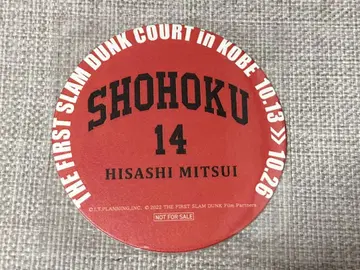 THE FIRST SLAM DUNK COURT in KOBE 10.13 >> 10.26
SHOHOKU
14
HISASHI MITSUI
©I.T.PLANNING,INC. © 2022 THE FIRST SLAM DUNK Film Partners
NOT FOR SALE